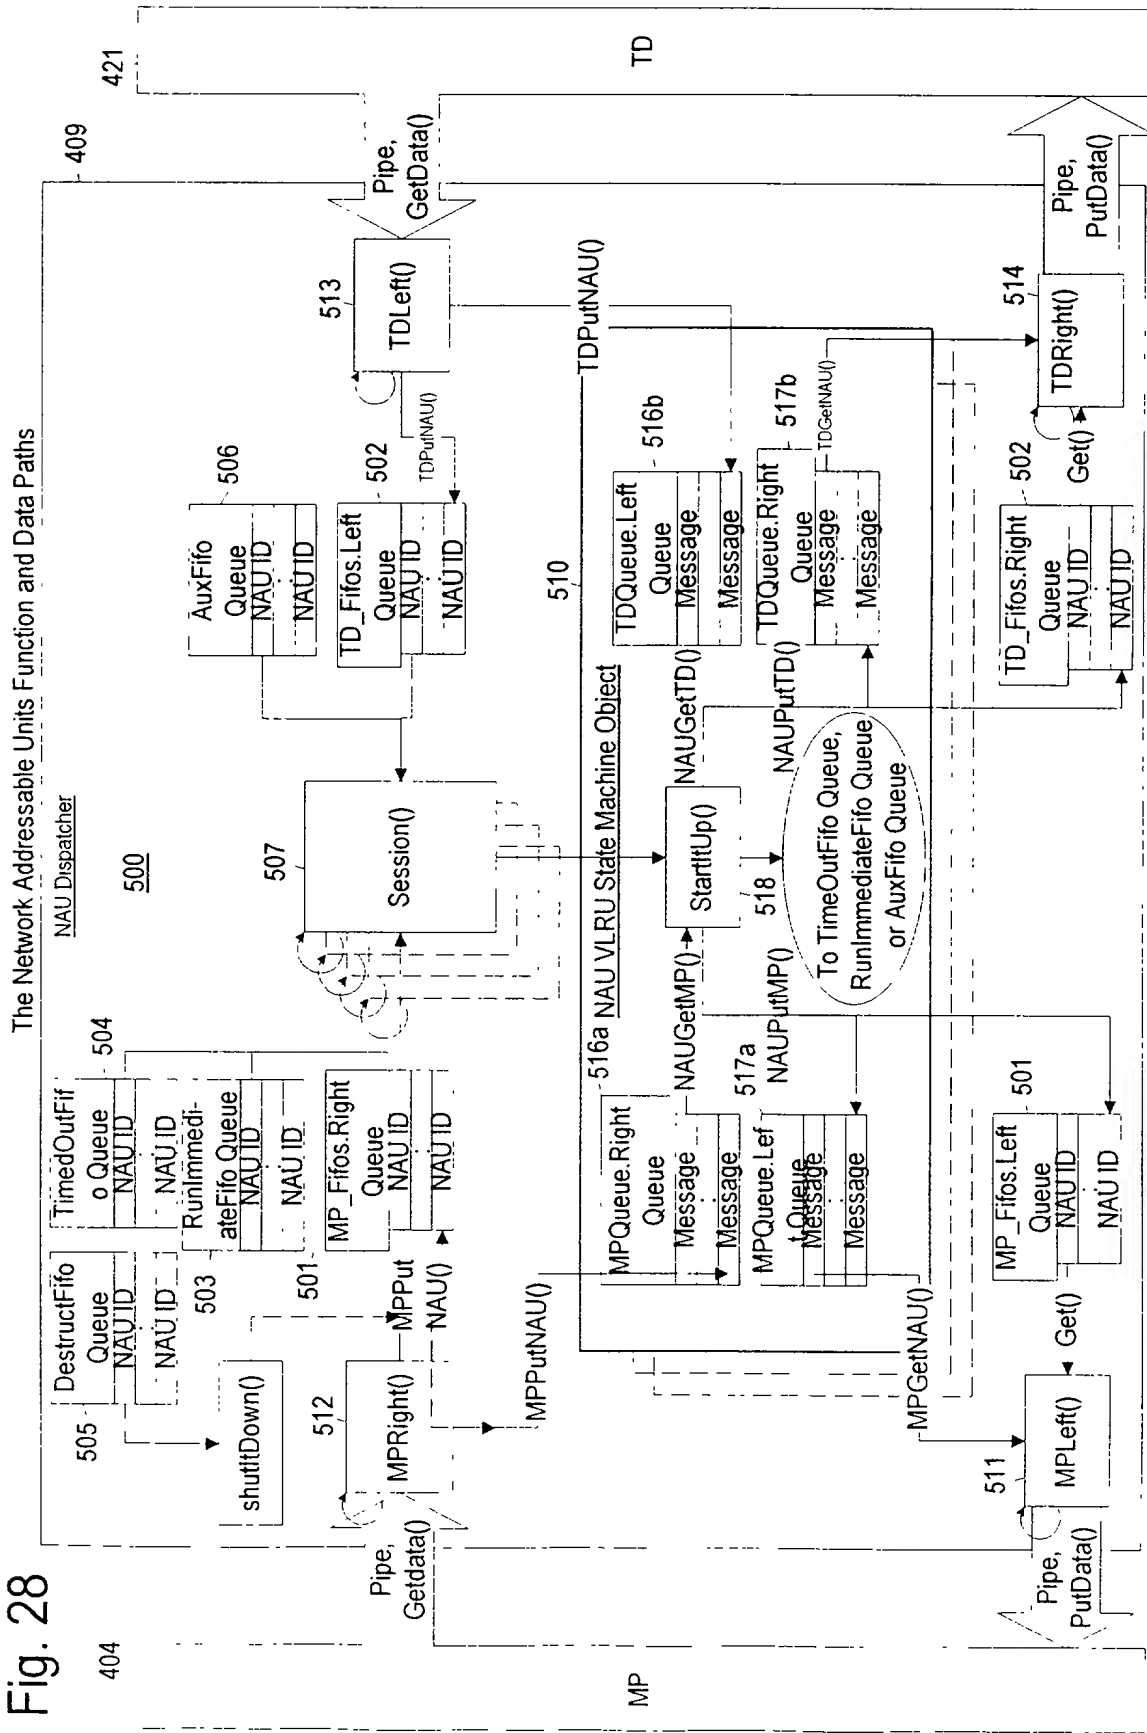 Fig. 28
The Network Addressable Units Function and Data Paths
404
MP
409
421
TD
NAU Dispatcher
500
505
DestructFifo
Queue
NAU ID
NAU ID
504
TimedOutFif
o Queue
NAU ID
NAU ID
503
RunImmedi-
ateFifo Queue
NAU ID
NAU ID
501
MP_Fifos.Right
Queue
NAU ID
NAU ID
shutItDown()
512
MPRight()
MPPut
NAU()
Pipe,
Getdata()
MPPutNAU()
507
Session()
506
AuxFifo
Queue
NAU ID
NAU ID
502
TD_Fifos.Left
Queue
NAU ID
NAU ID
TDPutNAU()
513
TDLeft()
Pipe,
GetData()
TDPutNAU()
510
NAU VLRU State Machine Object
516a
MPQueue.Right
Queue
Message
Message
NAUGetMP()
517a
MPQueue.Lef
t Queue
Message
Message
NAUPutMP()
StartItUp()
518
NAUGetTD()
516b
TDQueue.Left
Queue
Message
Message
NAUPutTD()
517b
TDQueue.Right
Queue
Message
Message
TDGetNAU()
To TimeOutFifo Queue,
RunImmediateFifo Queue
or AuxFifo Queue
MPGetNAU()
511
MPLeft()
Get()
501
MP_Fifos.Left
Queue
NAU ID
NAU ID
Pipe,
PutData()
502
TD_Fifos.Right
Queue
NAU ID
NAU ID
Get()
514
TDRight()
Pipe,
PutData()